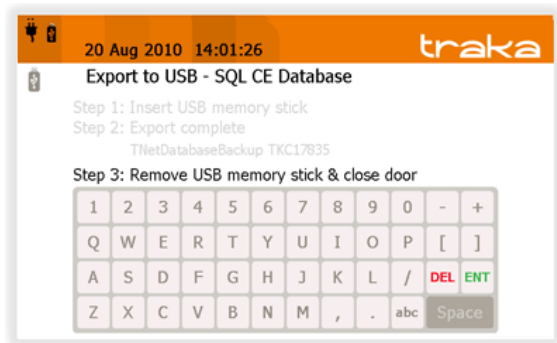 20 Aug 2010 14:01:26
traka
Export to USB - SQL CE Database
Step 1: Insert USB memory stick
Step 2: Export complete
TNetDatabaseBackup TKC17835
Step 3: Remove USB memory stick & close door
1 2 3 4 5 6 7 8 9 0 - +
Q W E R T Y U I O P [ ]
A S D F G H J K L / DEL ENT
Z X C V B N M , . abc Space